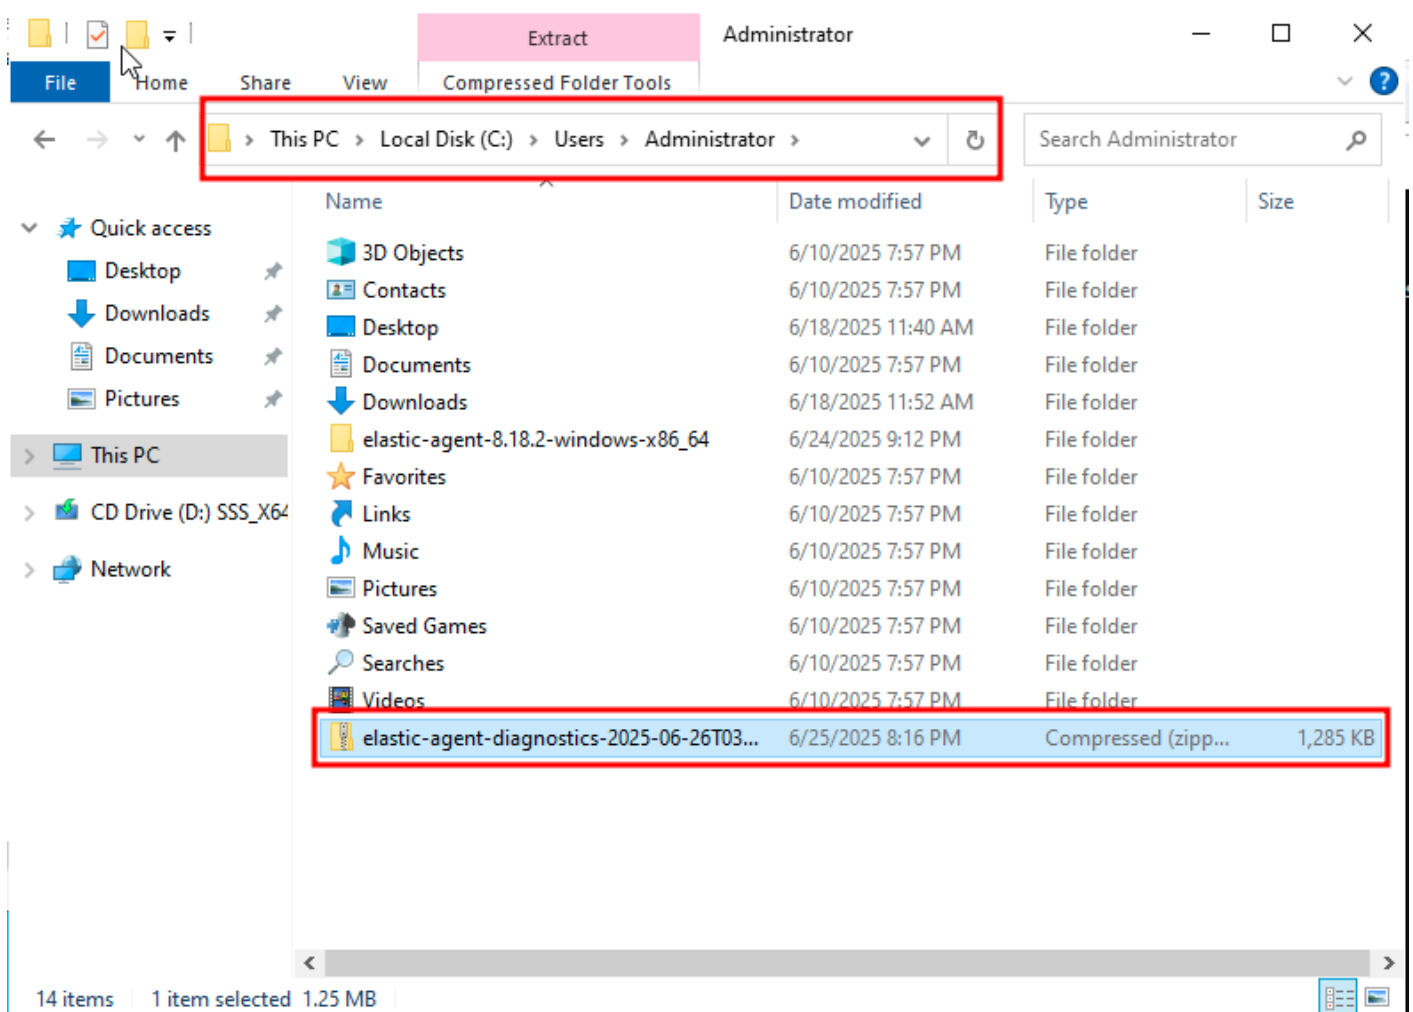 Extract
Administrator
File
Home
Share
View
Compressed Folder Tools
This PC > Local Disk (C:) > Users > Administrator >
Search Administrator
Name Date modified Type Size
Quick access
Desktop
Downloads
Documents
Pictures
This PC
CD Drive (D:) SSS_X64
Network
3D Objects 6/10/2025 7:57 PM File folder
Contacts 6/10/2025 7:57 PM File folder
Desktop 6/18/2025 11:40 AM File folder
Documents 6/10/2025 7:57 PM File folder
Downloads 6/18/2025 11:52 AM File folder
elastic-agent-8.18.2-windows-x86_64 6/24/2025 9:12 PM File folder
Favorites 6/10/2025 7:57 PM File folder
Links 6/10/2025 7:57 PM File folder
Music 6/10/2025 7:57 PM File folder
Pictures 6/10/2025 7:57 PM File folder
Saved Games 6/10/2025 7:57 PM File folder
Searches 6/10/2025 7:57 PM File folder
Videos 6/10/2025 7:57 PM File folder
elastic-agent-diagnostics-2025-06-26T03... 6/25/2025 8:16 PM Compressed (zipp... 1,285 KB
14 items 1 item selected 1.25 MB